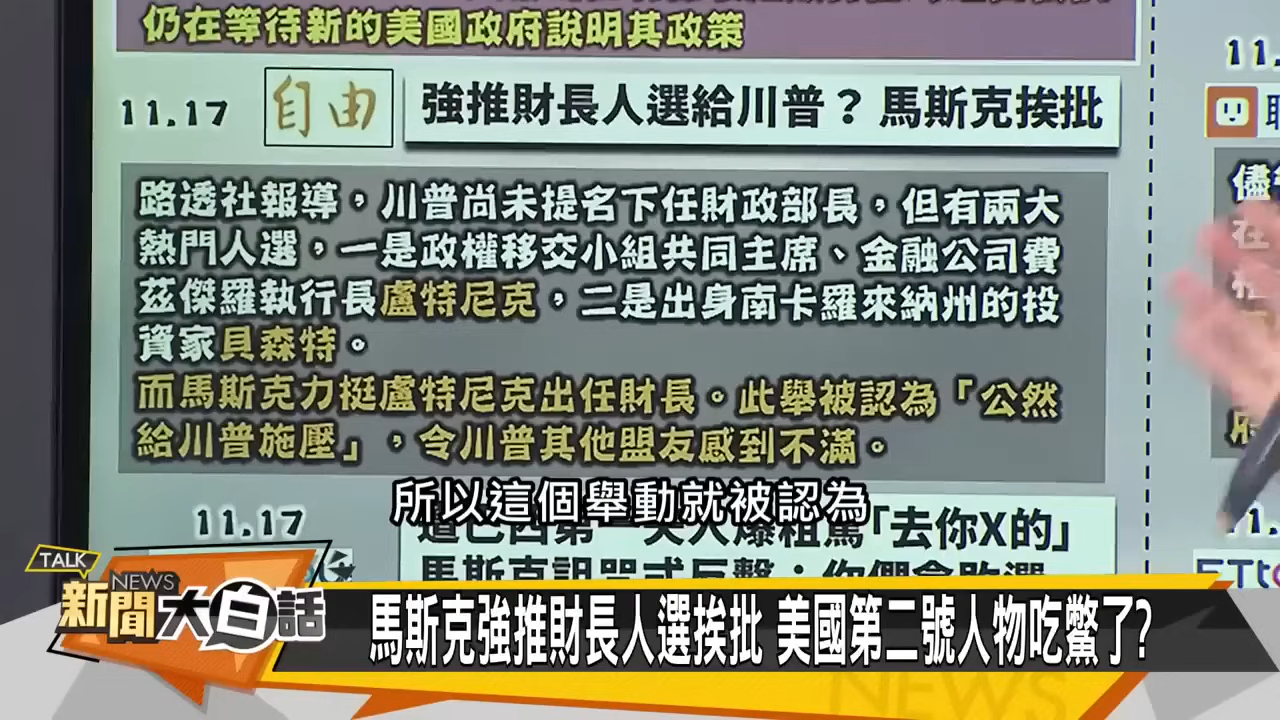 仍在等待新的美國政府說明其政策
11.17
自由
強推財長人選給川普？ 馬斯克挨批
路透社報導，川普尚未提名下任財政部長，但有兩大
熱門人選，一是政權移交小組共同主席、金融公司費
茲傑羅執行長盧特尼克，二是出身南卡羅來納州的投
資家貝森特。
而馬斯克力挺盧特尼克出任財長。此舉被認為「公然
給川普施壓」，令川普其他盟友感到不滿。
所以這個舉動就被認為
11.17
「去你X的」
TALK
NEWS
新聞大白話
馬斯克強推財長人選挨批 美國第二號人物吃鱉了?
NEWS
11.